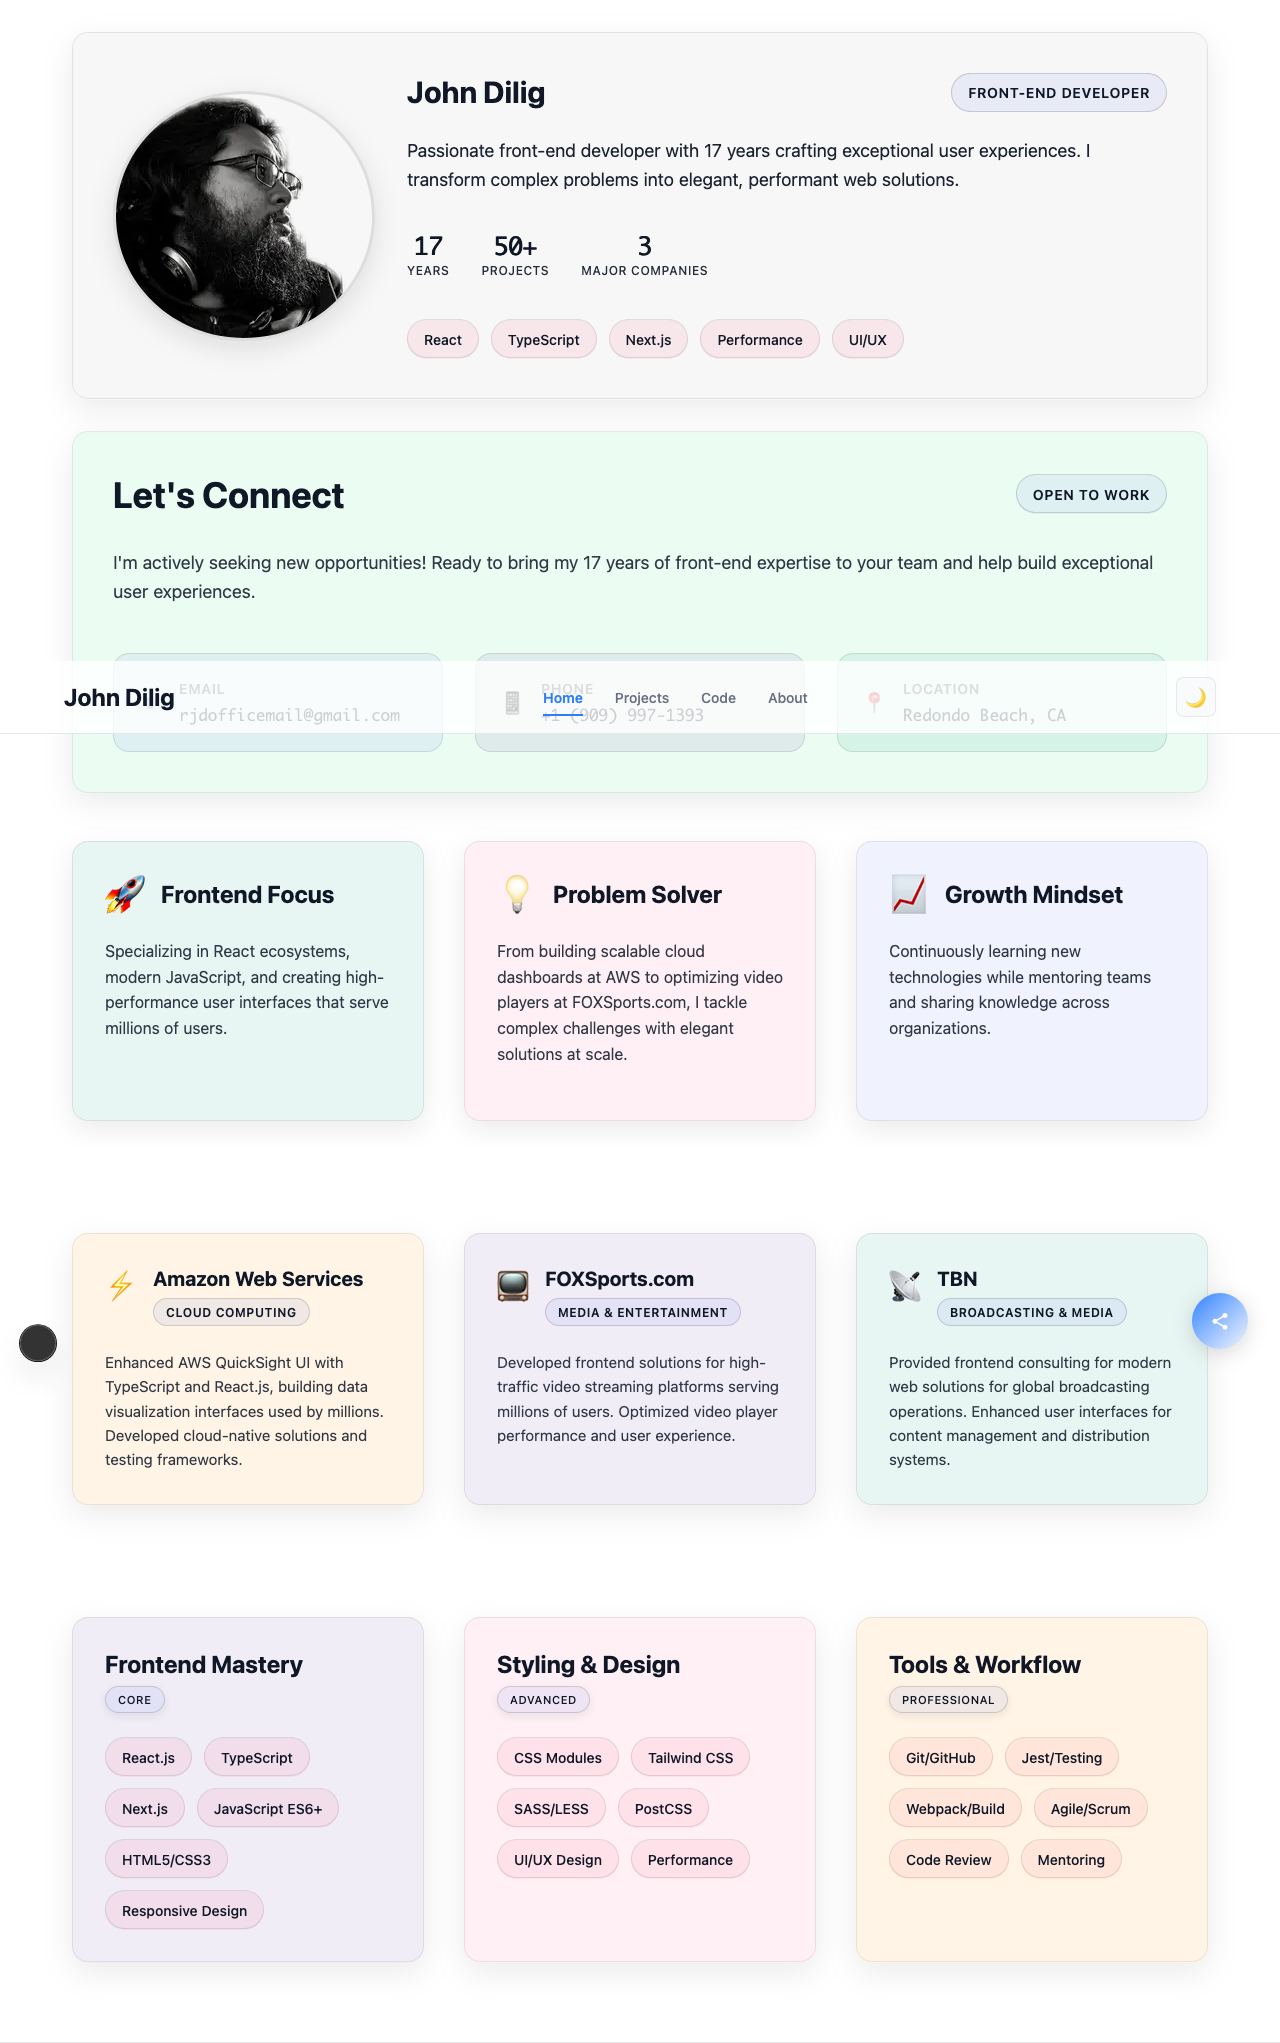 John Dilig
FRONT-END DEVELOPER
Passionate front-end developer with 17 years crafting exceptional user experiences. I
transform complex problems into elegant, performant web solutions.
17
YEARS
50+
PROJECTS
3
MAJOR COMPANIES
React
TypeScript
Next.js
Performance
UI/UX
Let's Connect
OPEN TO WORK
I'm actively seeking new opportunities! Ready to bring my 17 years of front-end expertise to your team and help build exceptional
user experiences.
John Dilig
Home
Projects
Code
About
EMAIL
rjdofficemail@gmail.com
PHONE
+1 (909) 997-1393
LOCATION
Redondo Beach, CA
Frontend Focus
Specializing in React ecosystems,
modern JavaScript, and creating high-
performance user interfaces that serve
millions of users.
Problem Solver
From building scalable cloud
dashboards at AWS to optimizing video
players at FOXSports.com, I tackle
complex challenges with elegant
solutions at scale.
Growth Mindset
Continuously learning new
technologies while mentoring teams
and sharing knowledge across
organizations.
Amazon Web Services
CLOUD COMPUTING
Enhanced AWS QuickSight UI with
TypeScript and React.js, building data
visualization interfaces used by millions.
Developed cloud-native solutions and
testing frameworks.
FOXSports.com
MEDIA & ENTERTAINMENT
Developed frontend solutions for high-
traffic video streaming platforms serving
millions of users. Optimized video player
performance and user experience.
TBN
BROADCASTING & MEDIA
Provided frontend consulting for modern
web solutions for global broadcasting
operations. Enhanced user interfaces for
content management and distribution
systems.
Frontend Mastery
CORE
React.js
TypeScript
Next.js
JavaScript ES6+
HTML5/CSS3
Responsive Design
Styling & Design
ADVANCED
CSS Modules
Tailwind CSS
SASS/LESS
PostCSS
UI/UX Design
Performance
Tools & Workflow
PROFESSIONAL
Git/GitHub
Jest/Testing
Webpack/Build
Agile/Scrum
Code Review
Mentoring